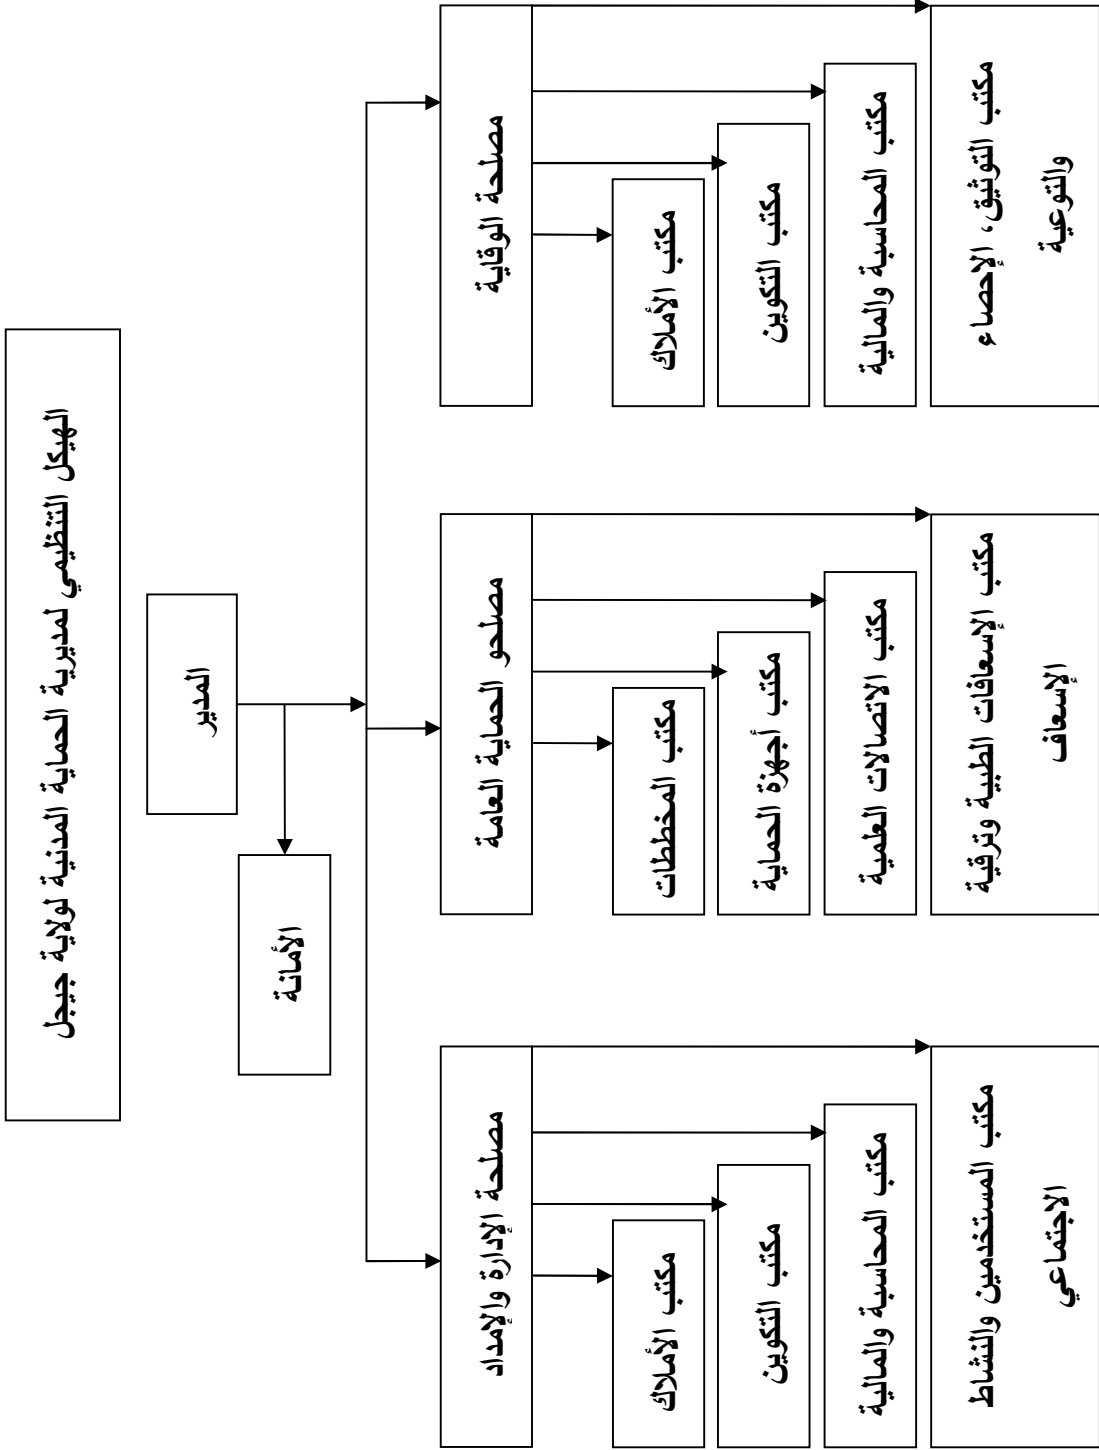 الهيكل التنظيمي لمديرية الحماية المدنية لولاية جيجل
المدير
الأمانة
مصلحة الوقاية
مكتب الأملاك
مكتب التكوين
مكتب المحاسبة والمالية
مكتب التوثيق، الإحصاء
والتوعية
مصلحو الحماية العامة
مكتب المخططات
مكتب أجهزة الحماية
مكتب الاتصالات العلمية
مكتب الإسعافات الطبية وترقية
الإسعاف
مصلحة الإدارة والإمداد
مكتب الأملاك
مكتب التكوين
مكتب المحاسبة والمالية
مكتب المستخدمين والنشاط
الاجتماعي